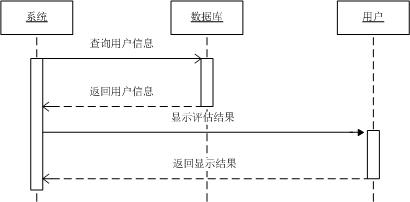 系统
数据库
用户
查询用户信息
返回用户信息
显示评估结果
返回显示结果